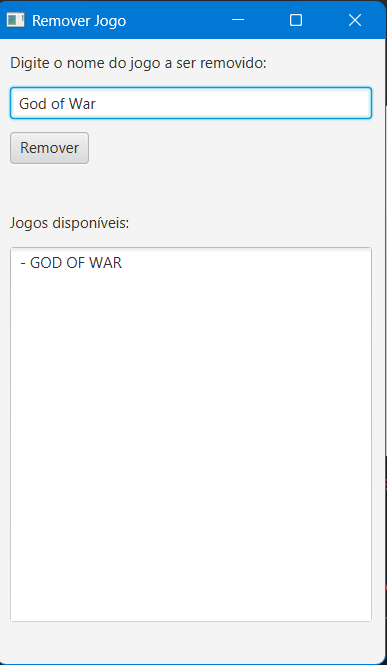 Remover Jogo
Digite o nome do jogo a ser removido:
God of War
Remover
Jogos disponíveis:
- GOD OF WAR